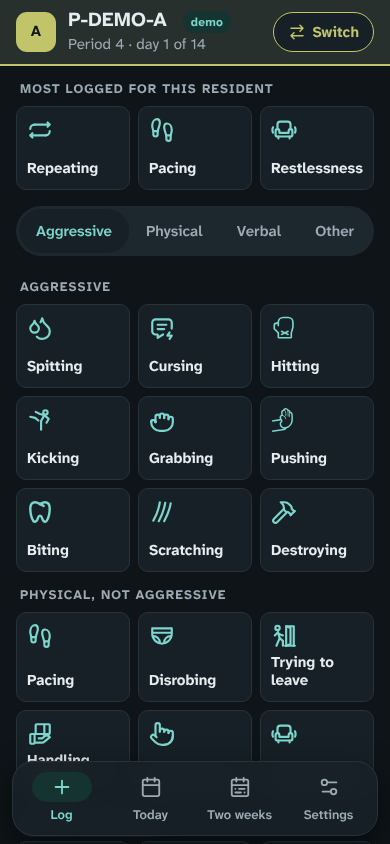 A
P-DEMO-A
demo
Period 4 · day 1 of 14
Switch
MOST LOGGED FOR THIS RESIDENT
Repeating
Pacing
Restlessness
Aggressive
Physical
Verbal
Other
AGGRESSIVE
Spitting
Cursing
Hitting
Kicking
Grabbing
Pushing
Biting
Scratching
Destroying
PHYSICAL, NOT AGGRESSIVE
Pacing
Disrobing
Trying to
leave
Handling
Log
Today
Two weeks
Settings